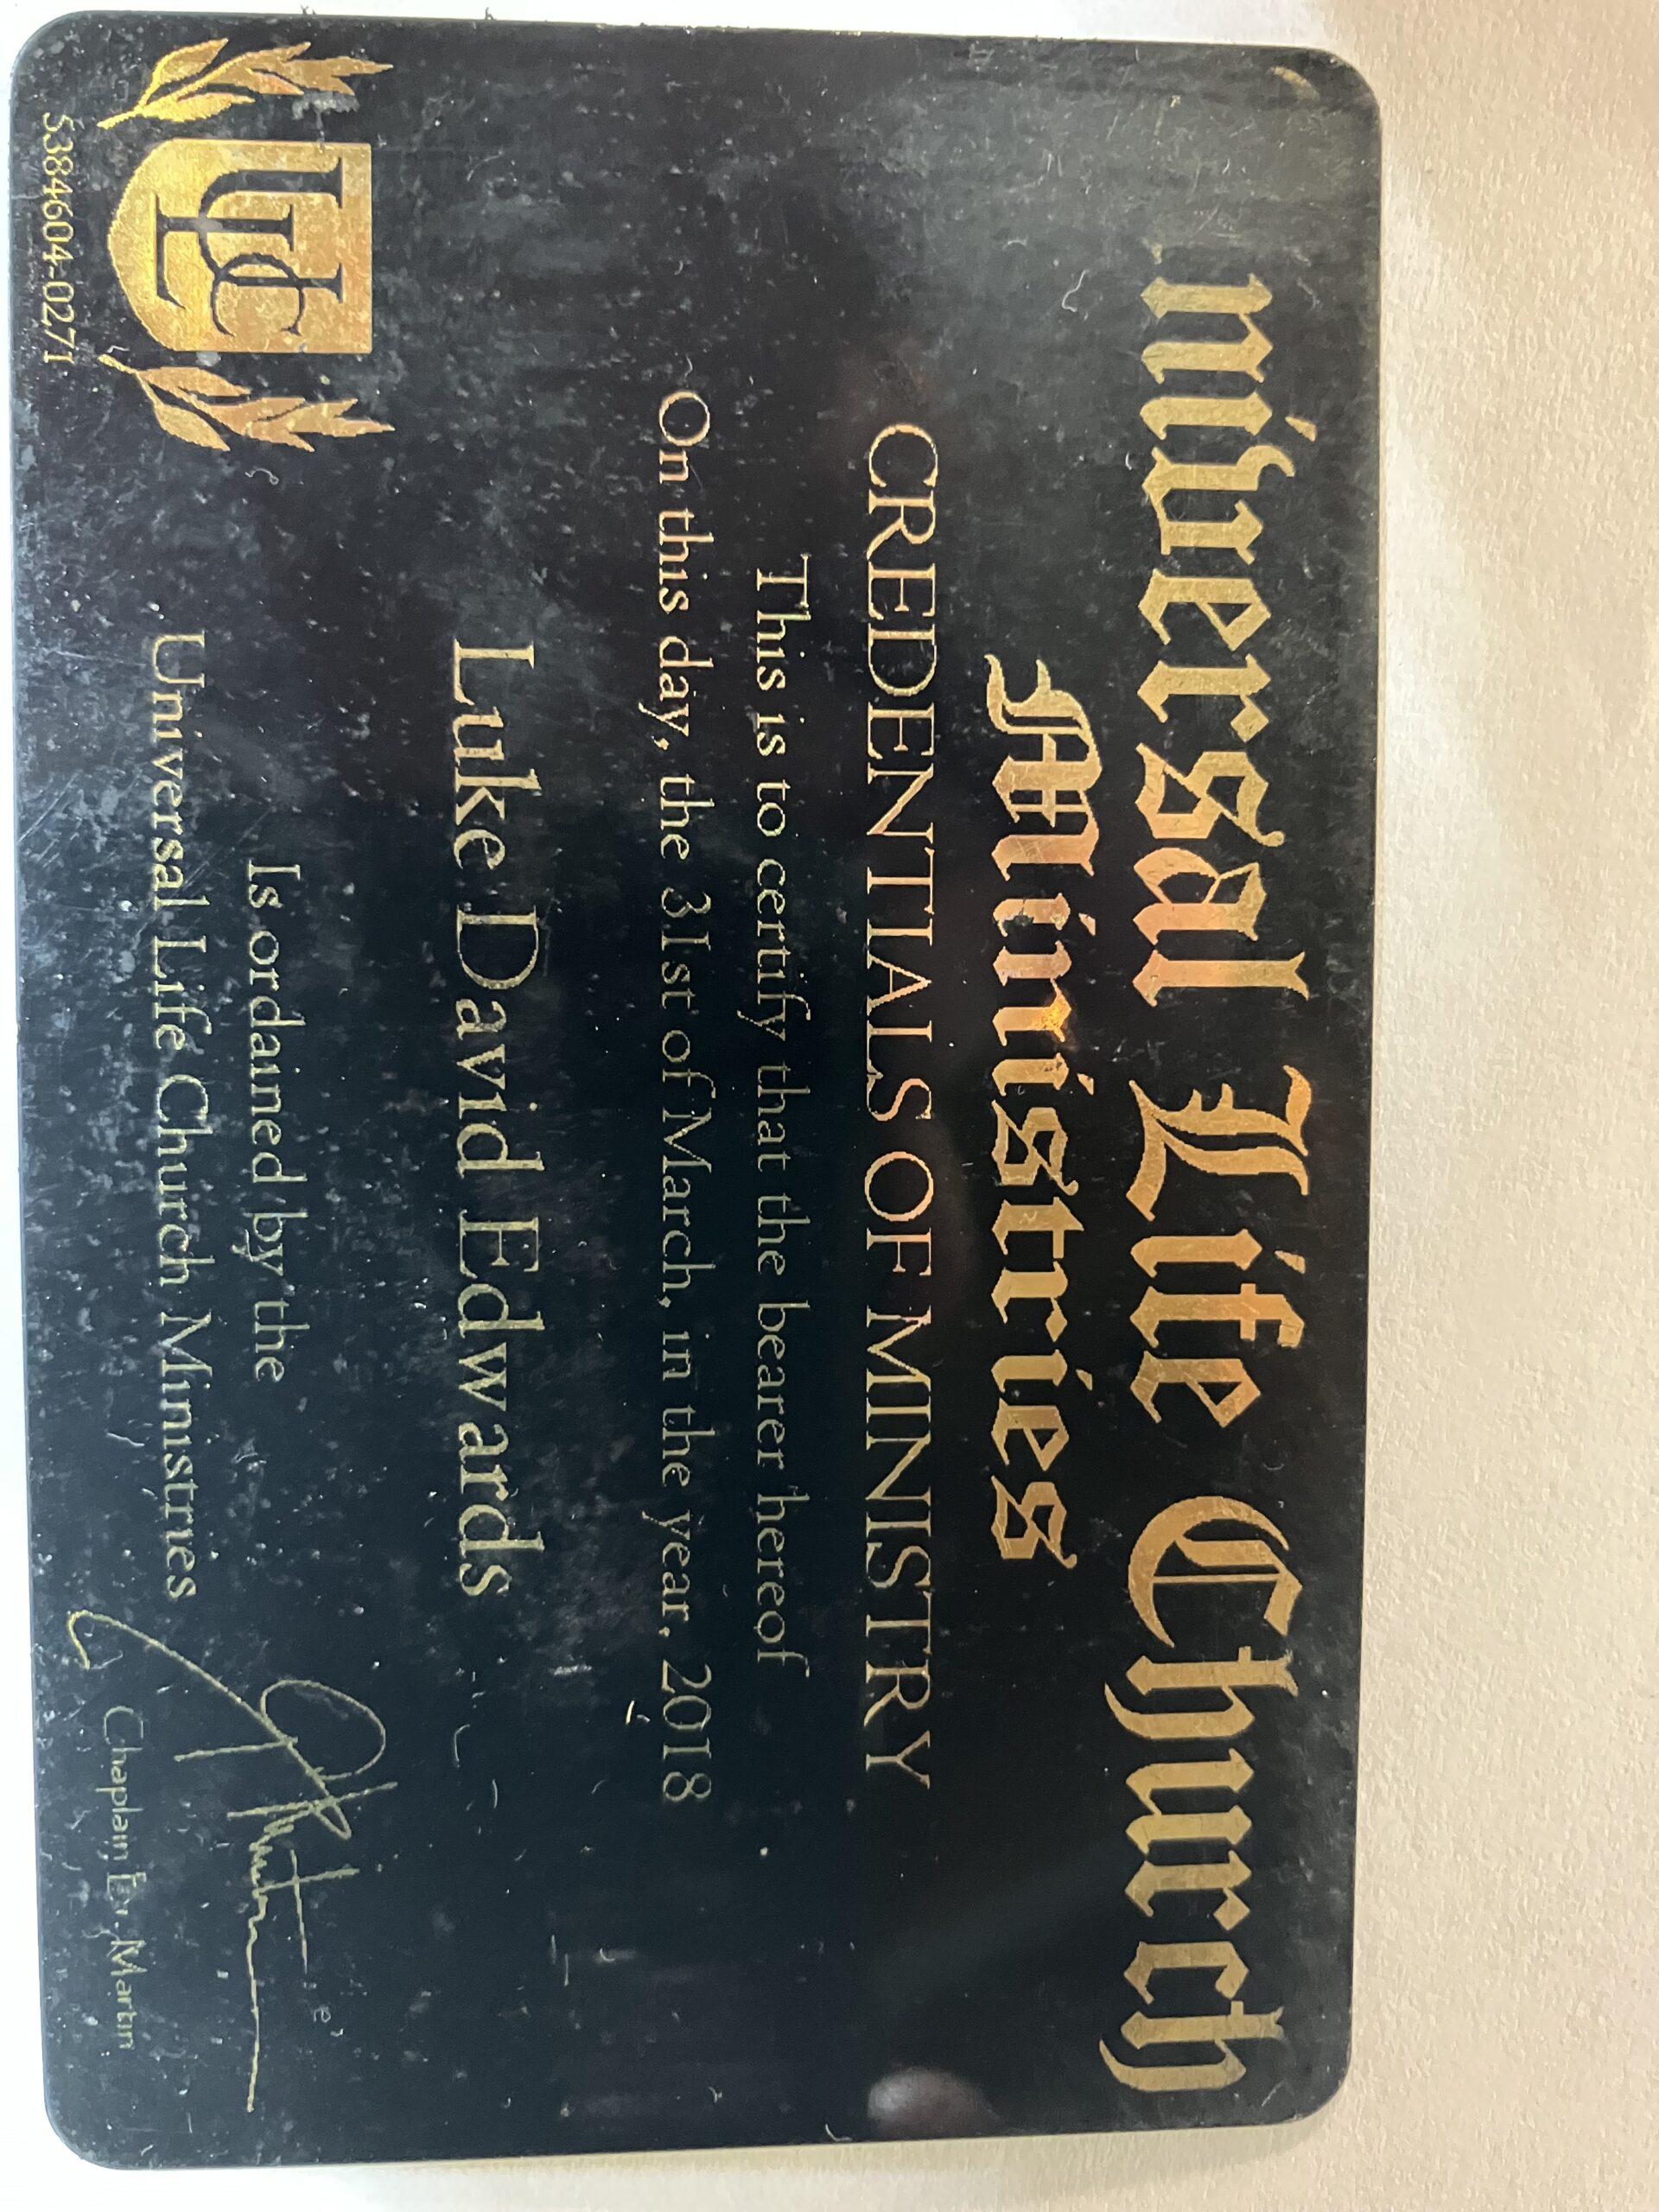 niversal Life Church
Ministries
CREDENTIALS OF MINISTRY
This is to certify that the bearer hereof
On this day, the 31st of March, in the year, 2018
Luke David Edwards
Is ordained by the
Universal Life Church Ministries
ULC
5384604-0271
Chaplain Martin